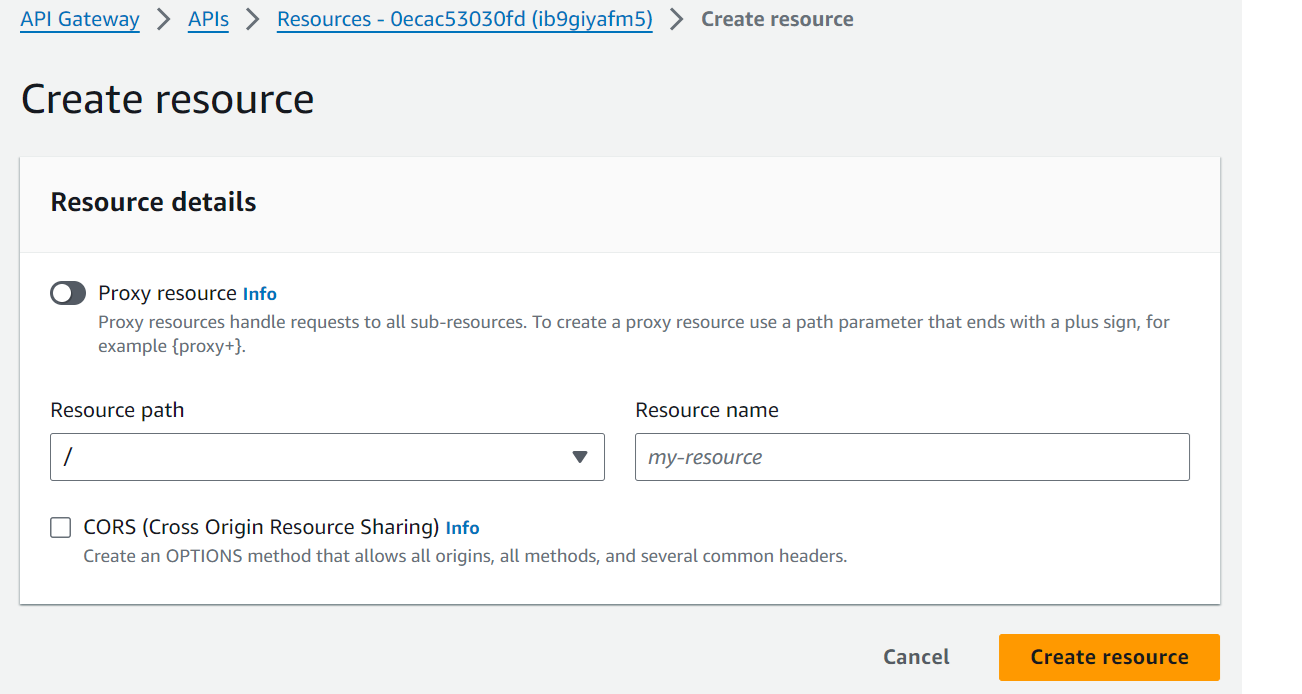 API Gateway > APIs > Resources - 0ecac53030fd (ib9giyafm5) > Create resource
Create resource
Resource details
Proxy resource Info
Proxy resources handle requests to all sub-resources. To create a proxy resource use a path parameter that ends with a plus sign, for
example {proxy+}.
Resource path
/
Resource name
my-resource
CORS (Cross Origin Resource Sharing) Info
Create an OPTIONS method that allows all origins, all methods, and several common headers.
Cancel
Create resource